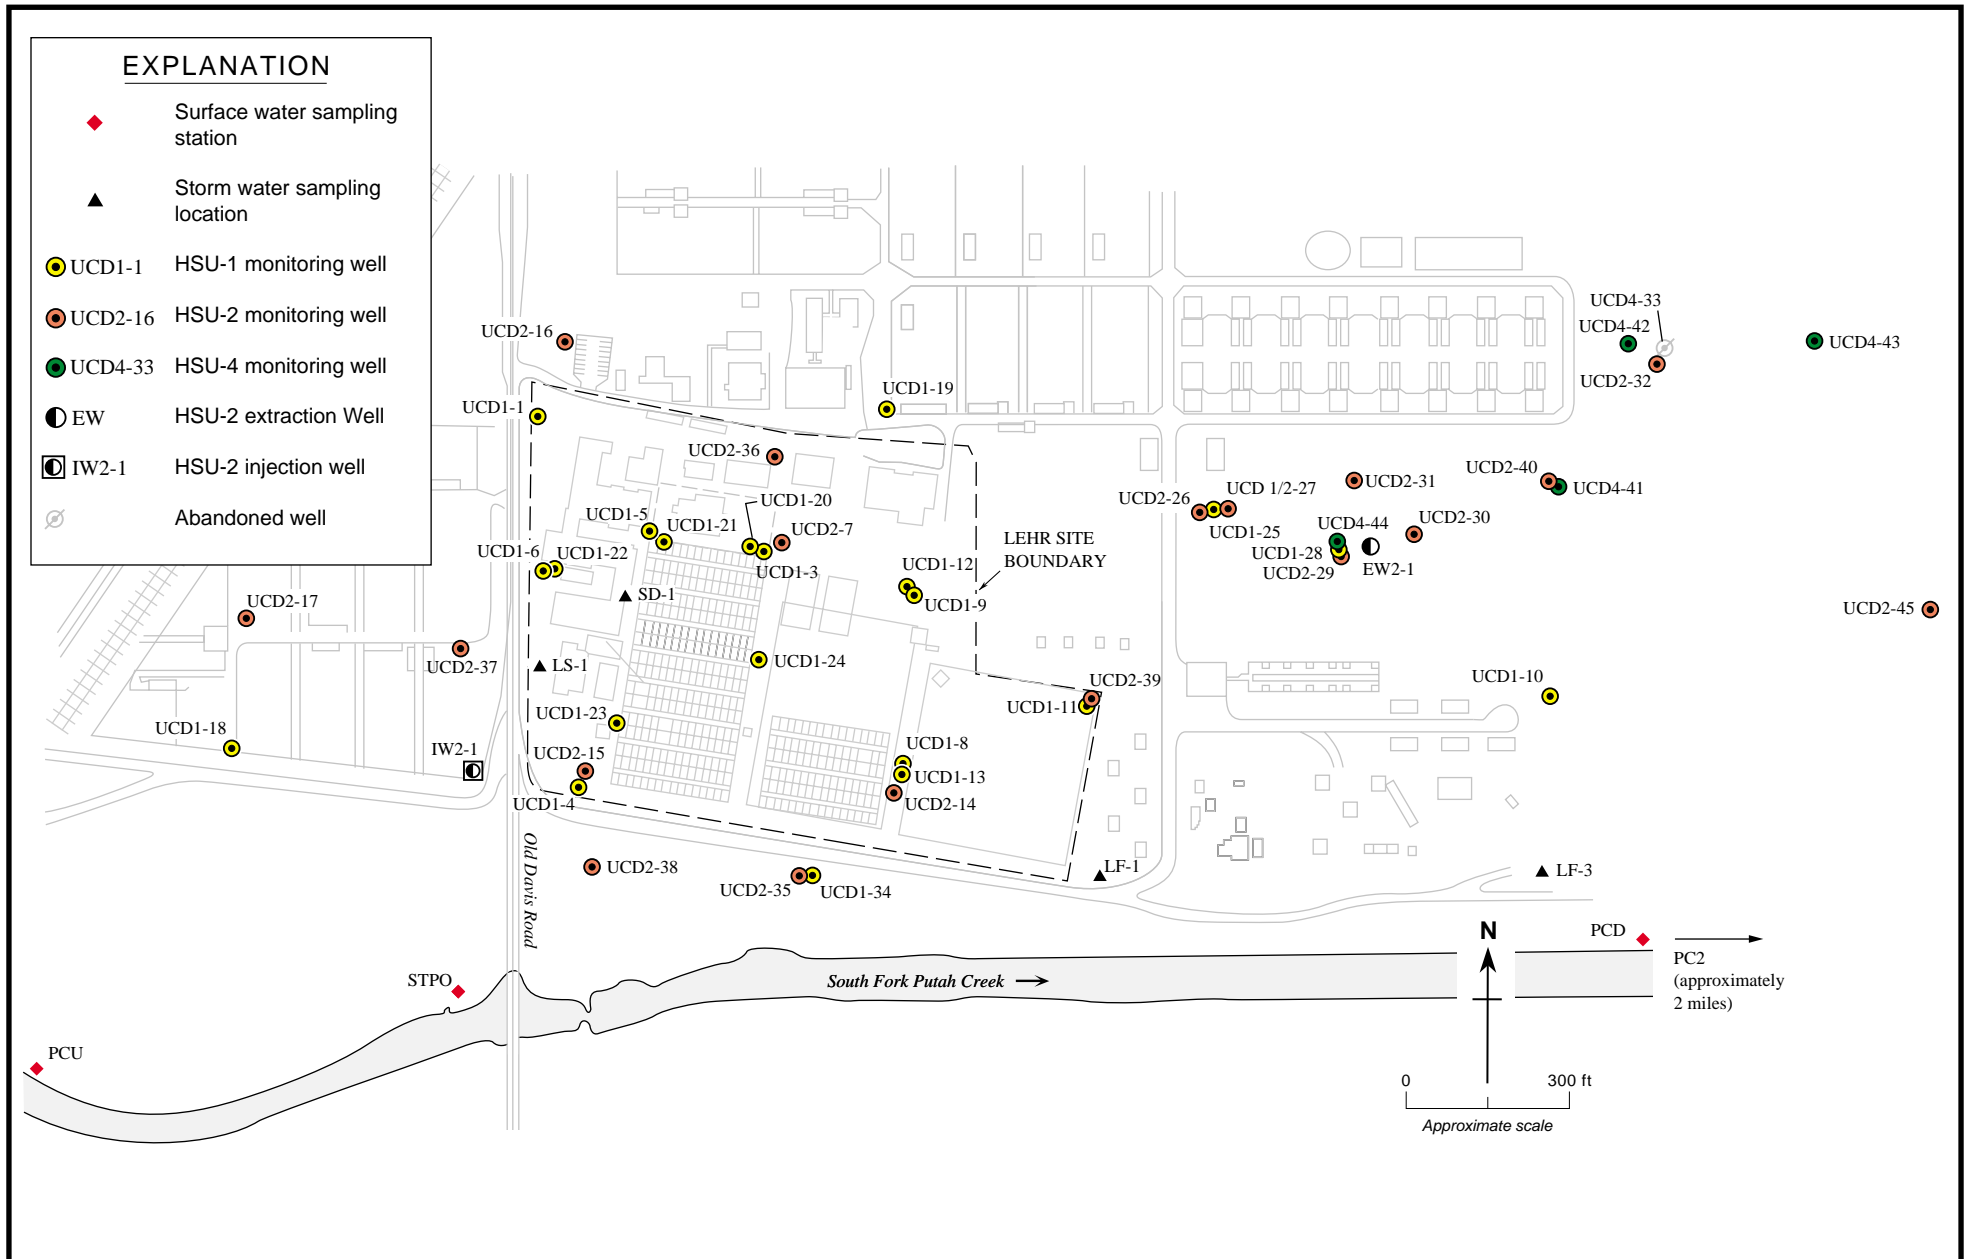 EXPLANATION
Surface water sampling
station
Storm water sampling
location
UCD1-1 HSU-1 monitoring well
UCD2-16 HSU-2 monitoring well
UCD4-33 HSU-4 monitoring well
EW HSU-2 extraction Well
IW2-1 HSU-2 injection well
Abandoned well
UCD4-33
UCD4-42
UCD2-16
UCD4-43
UCD2-32
UCD1-19
UCD1-1
UCD2-36
UCD2-40
UCD2-31
UCD4-41
UCD1-20
UCD 1/2-27
UCD2-26
UCD1-5
UCD1-21
UCD2-7
UCD1-25
UCD4-44
UCD2-30
LEHR SITE
BOUNDARY
UCD1-6
UCD1-22
UCD1-28
UCD1-12
UCD1-3
UCD2-29
EW2-1
SD-1
UCD1-9
UCD2-17
UCD2-45
UCD2-37
LS-1
UCD1-24
UCD2-39
UCD1-10
UCD1-11
UCD1-23
UCD1-18
IW2-1
UCD2-15
UCD1-8
UCD1-13
UCD1-4
UCD2-14
Old Davis Road
UCD2-38
UCD2-35
UCD1-34
LF-1
LF-3
N
PCD
PC2
(approximately
2 miles)
STPO
South Fork Putah Creek
PCU
0 300 ft
Approximate scale